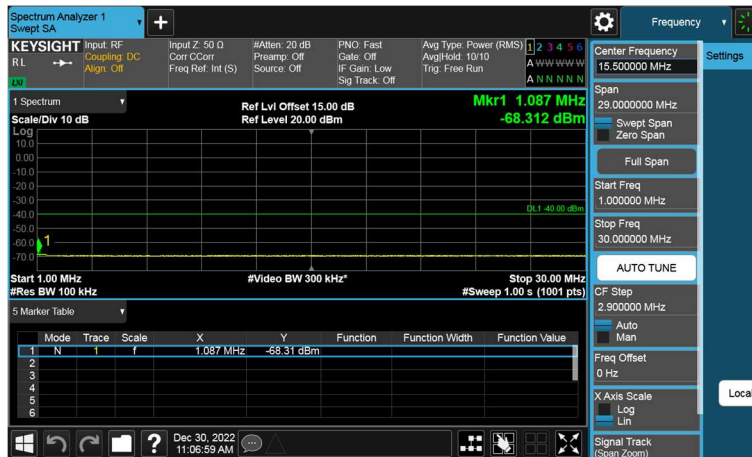 Spectrum Analyzer 1
Swept SA
+
Frequency
KEYSIGHT
RL
LXI
Input: RF
Coupling: DC
Align: Off
Input Z: 50 Ω
Corr CCorr
Freq Ref: Int (S)
#Atten: 20 dB
Preamp: Off
Source: Off
PNO: Fast
Gate: Off
IF Gain: Low
Sig Track: Off
Avg Type: Power (RMS)
Avg|Hold: 10/10
Trig: Free Run
1 2 3 4 5 6
A W W W W W
A N N N N N
1 Spectrum
Scale/Div 10 dB
Ref Lvl Offset 15.00 dB
Ref Level 20.00 dBm
Mkr1 1.087 MHz
-68.312 dBm
Log
10.0
0.00
-10.0
-20.0
-30.0
-40.0
-50.0
-60.0
-70.0
1
DL1 -40.00 dBm
Start 1.00 MHz
#Video BW 300 kHz*
Stop 30.00 MHz
#Res BW 100 kHz
#Sweep 1.00 s (1001 pts)
5 Marker Table
Mode Trace Scale X Y Function Function Width Function Value
1 N 1 f 1.087 MHz -68.31 dBm
2
3
4
5
6
?
Dec 30, 2022
11:06:59 AM
Center Frequency
15.500000 MHz
Span
29.0000000 MHz
Swept Span
Zero Span
Full Span
Start Freq
1.000000 MHz
Stop Freq
30.000000 MHz
AUTO TUNE
CF Step
2.900000 MHz
Auto
Man
Freq Offset
0 Hz
X Axis Scale
Log
Lin
Signal Track
(Span Zoom)
Settings
Local